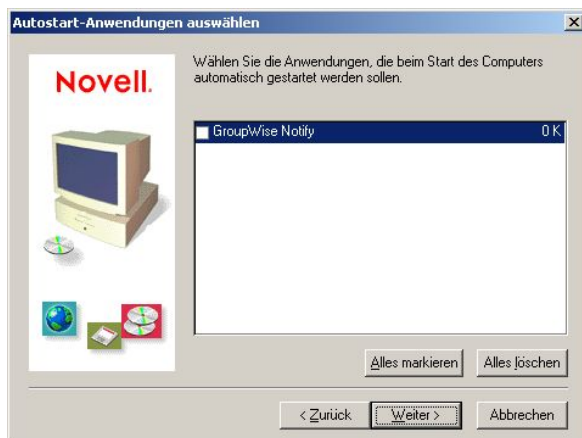 Autostart-Anwendungen auswählen
Novell.
Wählen Sie die Anwendungen, die beim Start des Computers
automatisch gestartet werden sollen.
GroupWise Notify 0 K
Alles markieren Alles löschen
< Zurück Weiter > Abbrechen